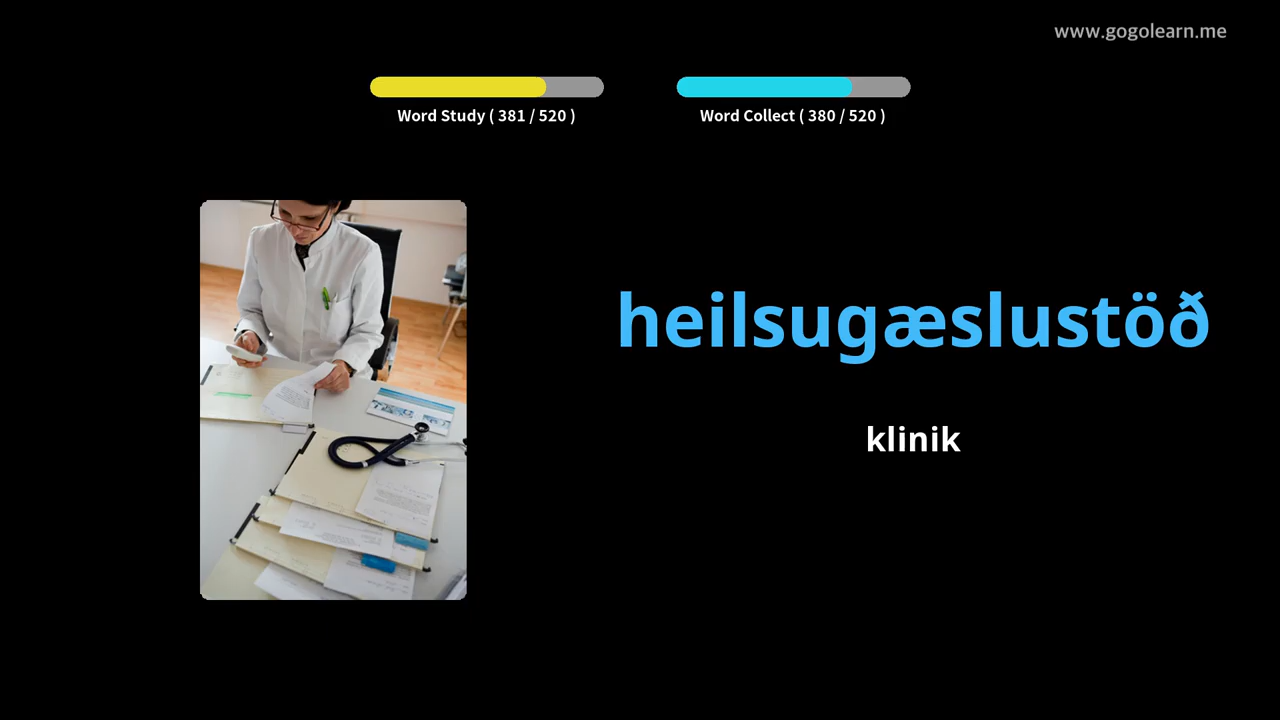 www.gogolearn.me
Word Study ( 381 / 520 )
Word Collect ( 380 / 520 )
heilsugæslustöð
klinik